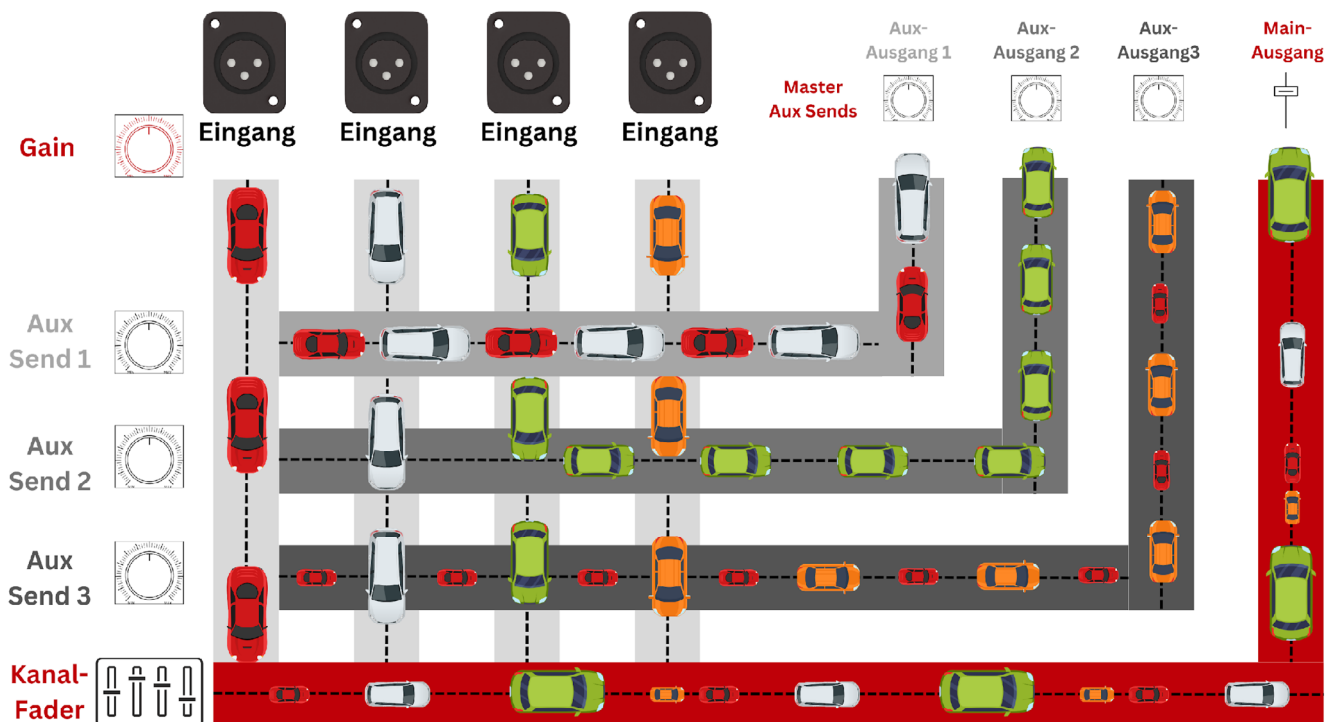 Aux-
Ausgang 1
Aux-
Ausgang 2
Aux-
Ausgang3
Main-
Ausgang
Master
Aux Sends
Eingang
Eingang
Eingang
Eingang
Gain
Aux
Send 1
Aux
Send 2
Aux
Send 3
Kanal-
Fader